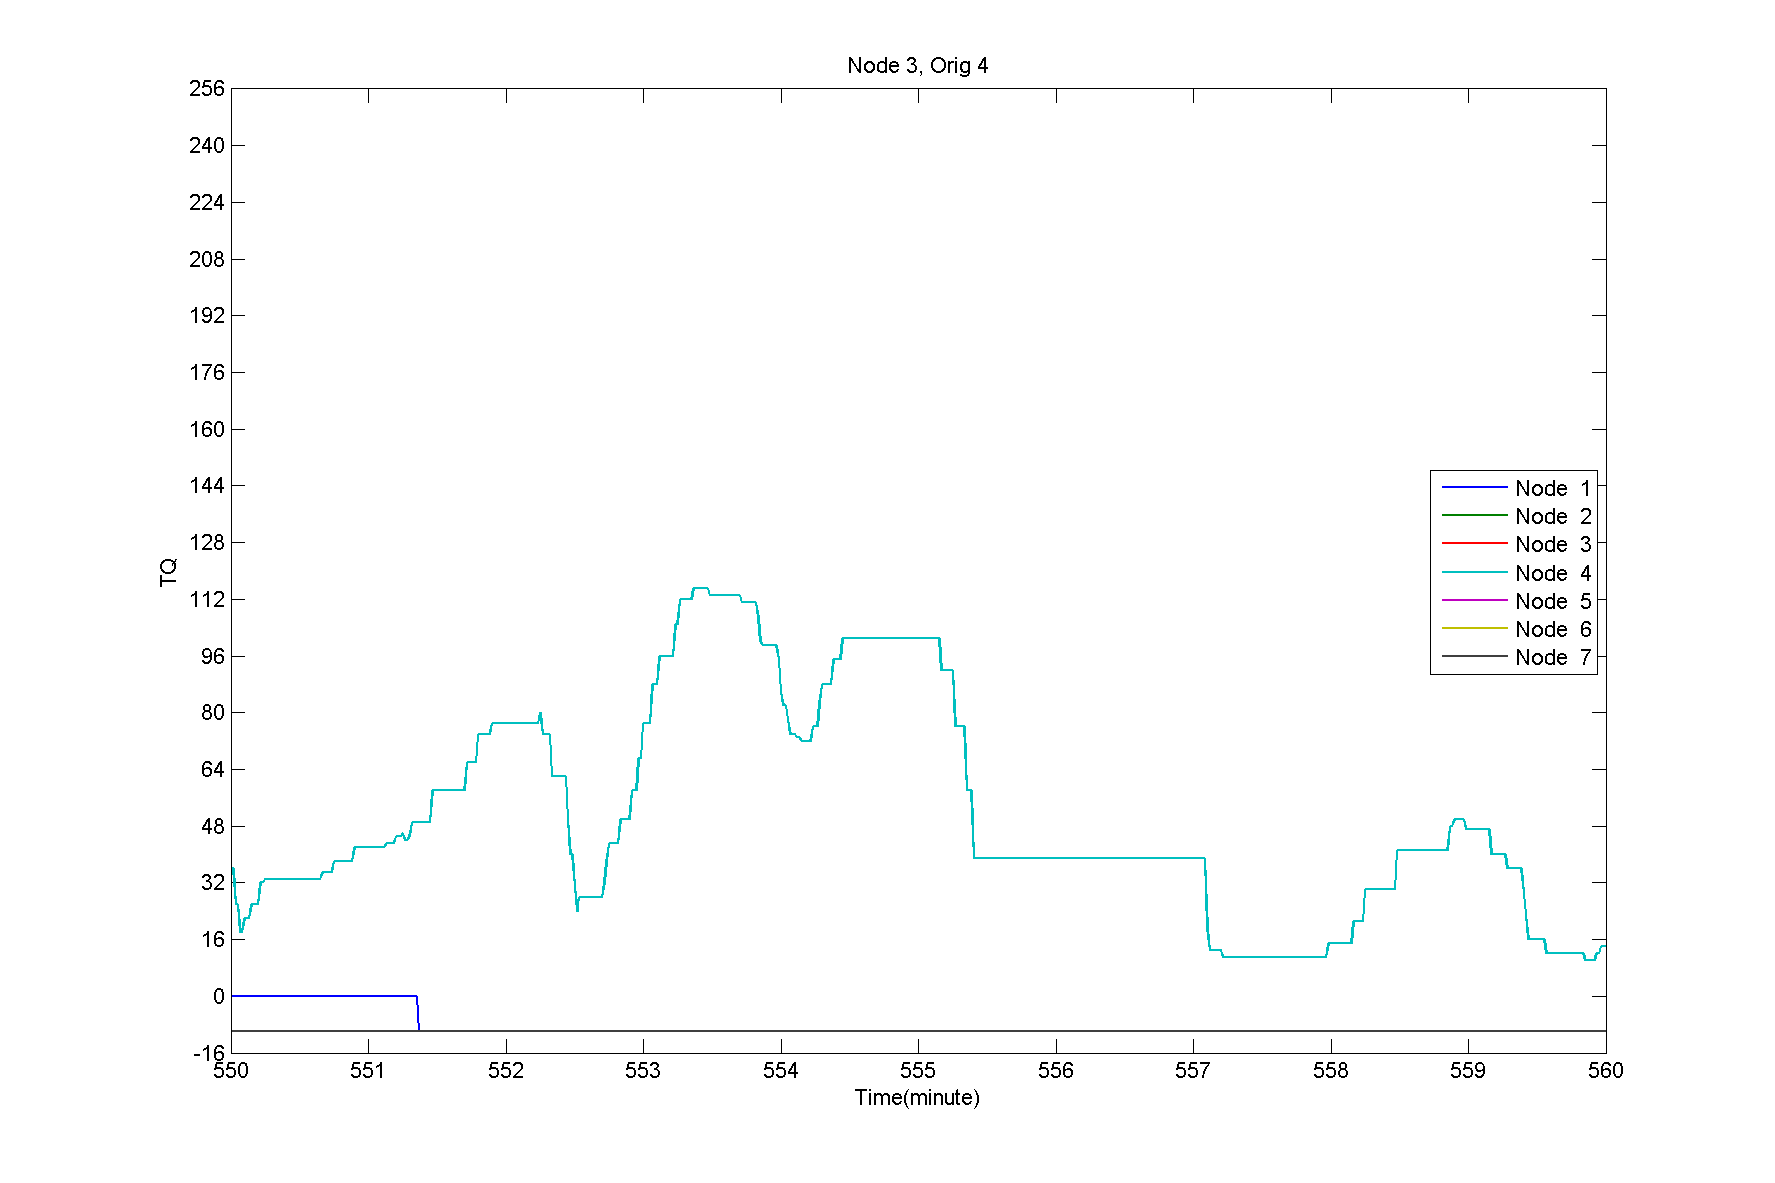 Node 3, Orig 4
256
240
224
208
192
176
160
144
128
112
96
80
64
48
32
16
0
-16
TQ
Node 1
Node 2
Node 3
Node 4
Node 5
Node 6
Node 7
550 551 552 553 554 555 556 557 558 559 560
Time(minute)